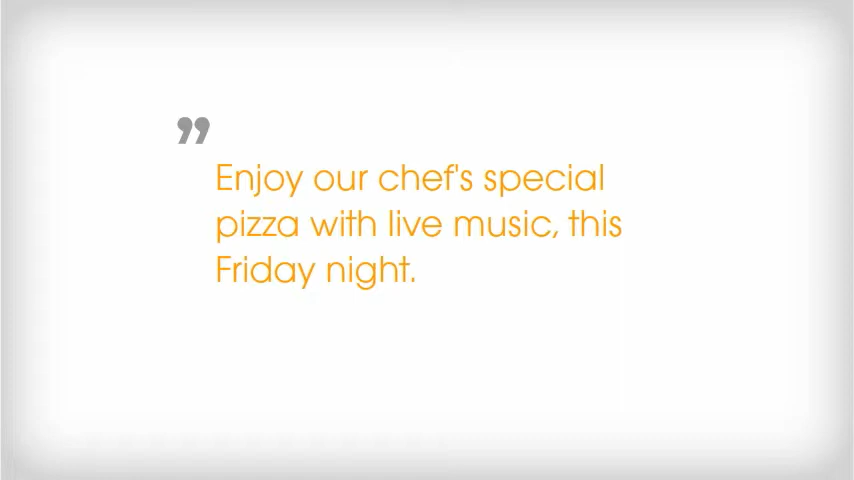 ”
Enjoy our chef's special
pizza with live music, this
Friday night.